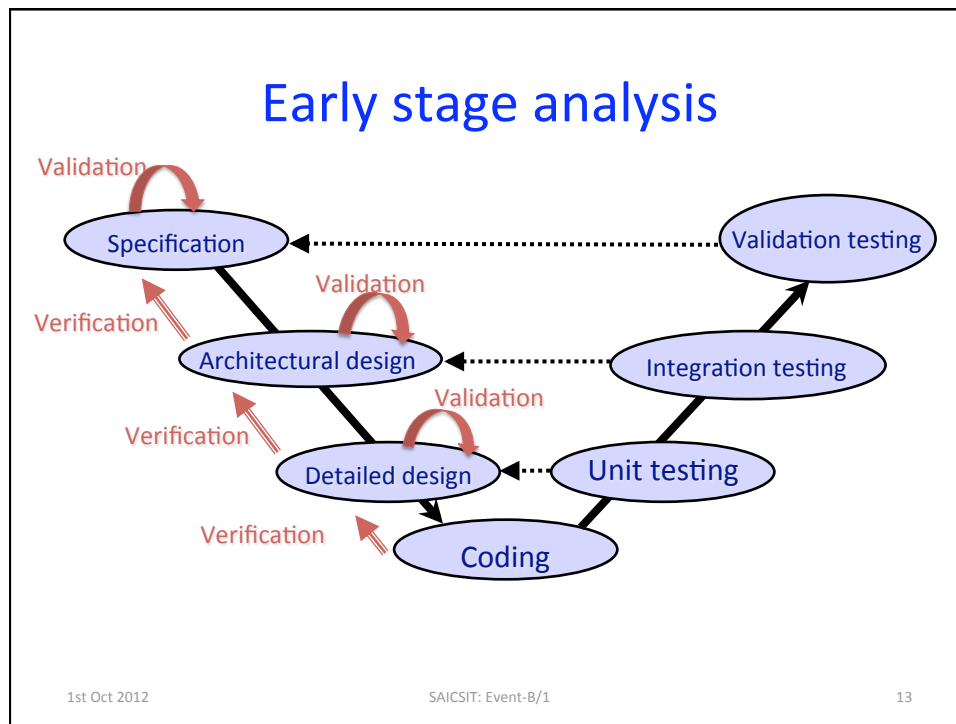 Early stage analysis
Validation
Specification
Validation testing
Validation
Verification
Architectural design
Integration testing
Validation
Verification
Detailed design
Unit testing
Verification
Coding
1st Oct 2012
SAICSIT: Event-B/1
13